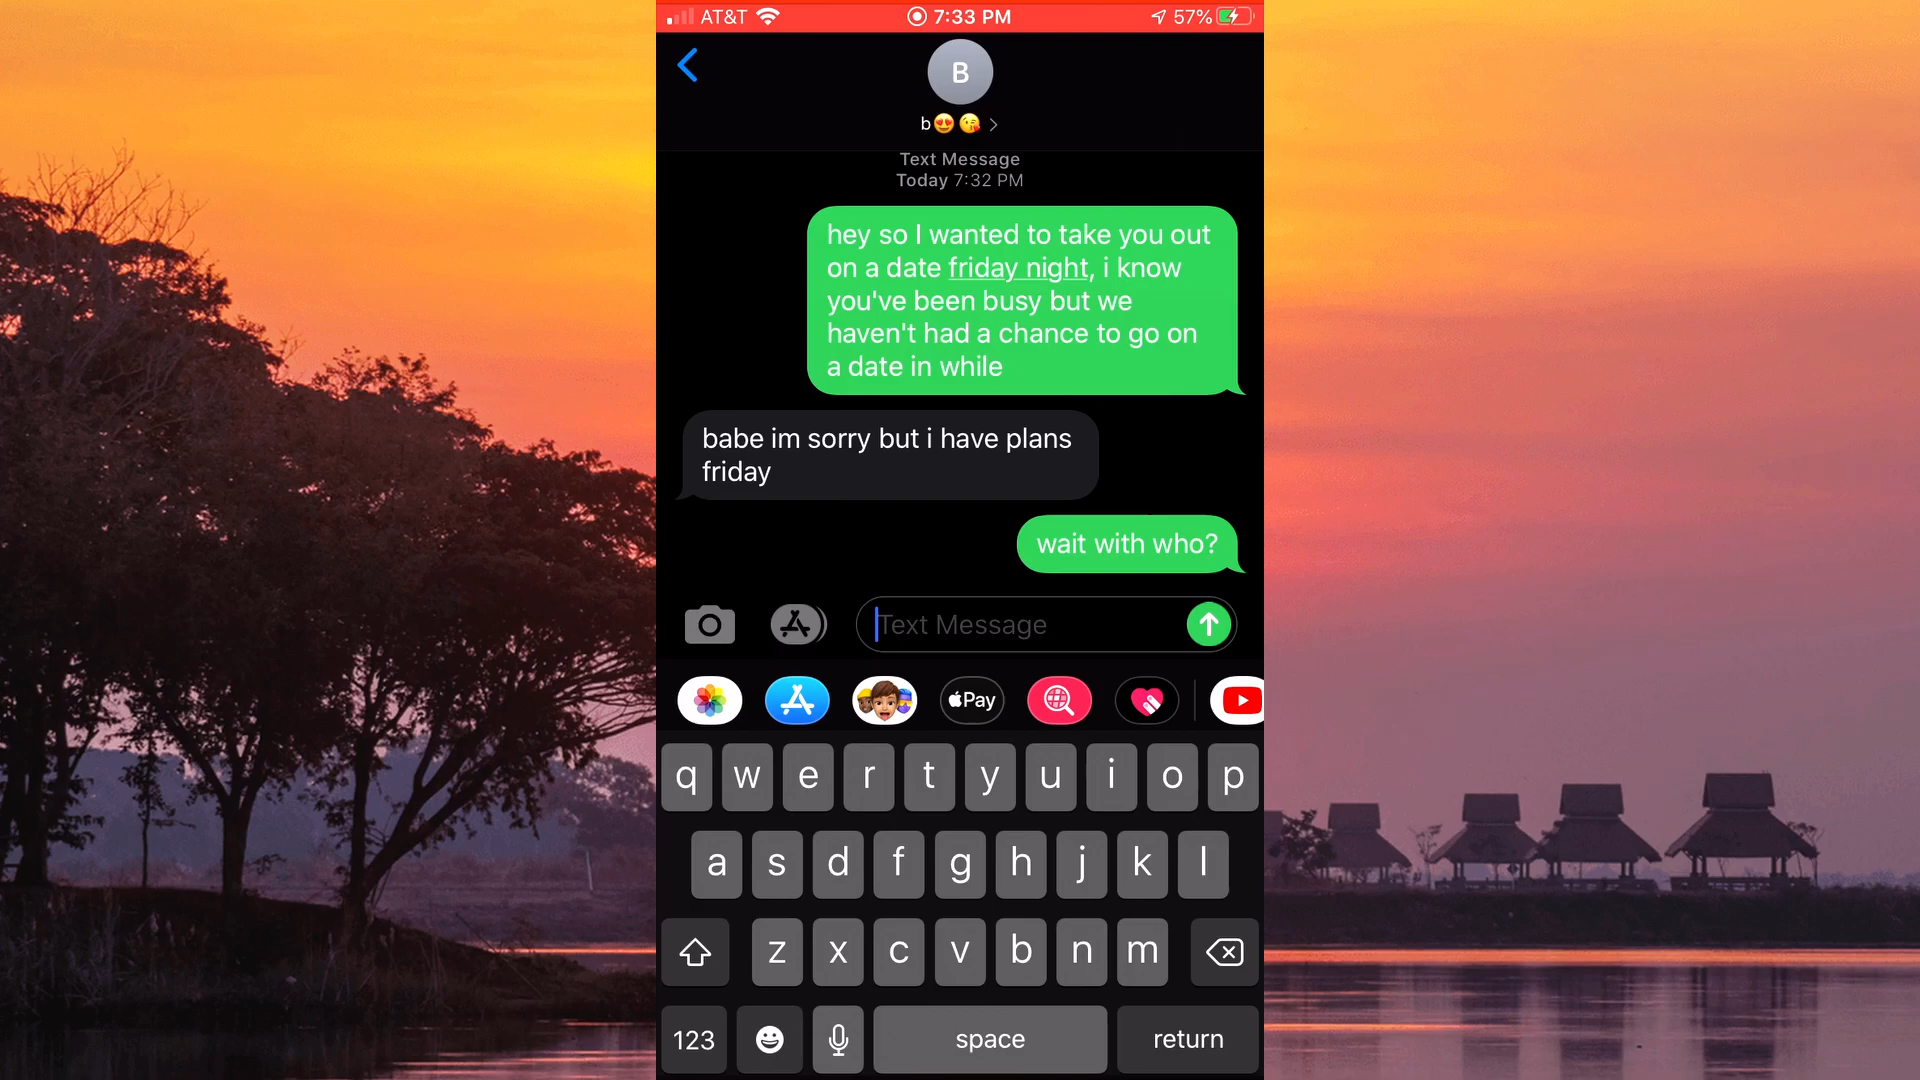 AT&T 7:33 PM 57%
B
b😍😘 >
Text Message
Today 7:32 PM
hey so I wanted to take you out
on a date friday night, i know
you've been busy but we
haven't had a chance to go on
a date in while
babe im sorry but i have plans
friday
wait with who?
Text Message
Pay
q w e r t y u i o p
a s d f g h j k l
z x c v b n m
123 space return